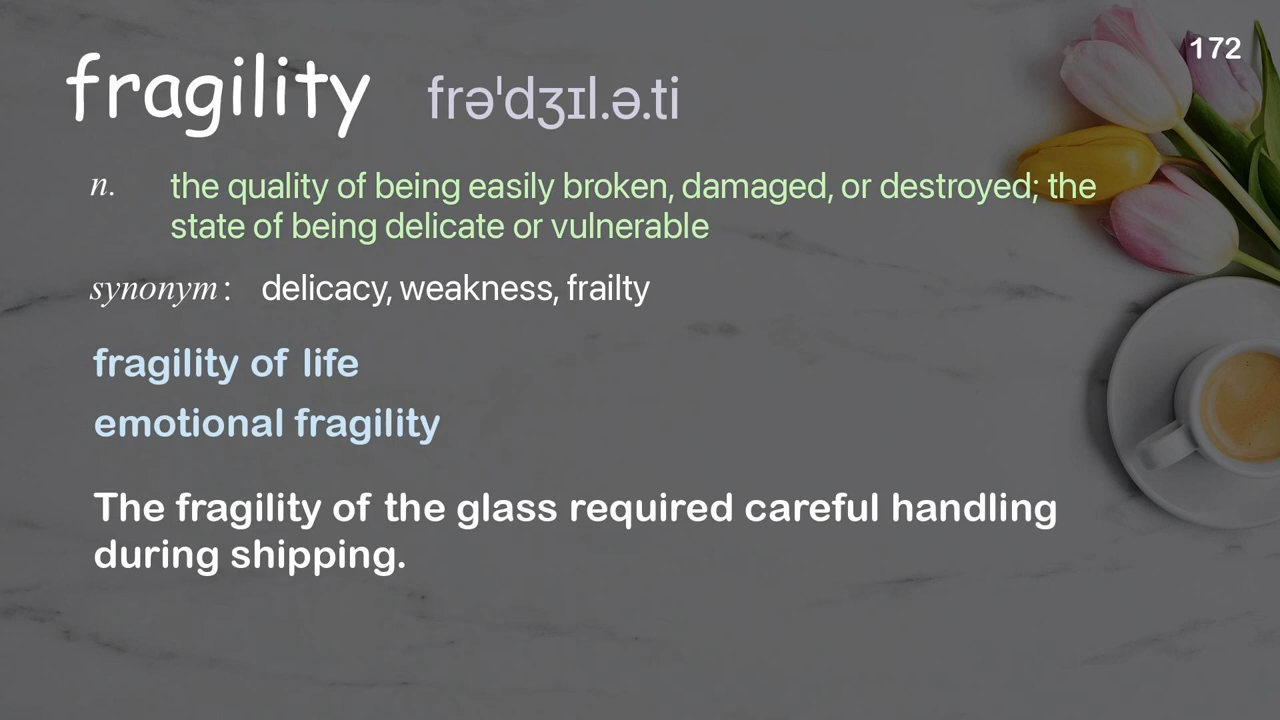 172
fragility frəˈdʒɪl.ə.ti
n. the quality of being easily broken, damaged, or destroyed; the
state of being delicate or vulnerable
synonym: delicacy, weakness, frailty
fragility of life
emotional fragility
The fragility of the glass required careful handling
during shipping.